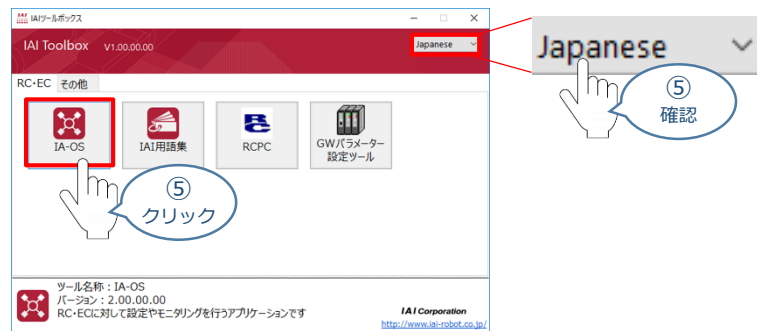 IAIツールボックス
IAI Toolbox V1.00.00.00
Japanese
RC・EC その他
IA-OS
IAI用語集
RCPC
GWパラメーター
設定ツール
⑤
クリック
Japanese
⑤
確認
ツール名称：IA-OS
バージョン：2.00.00.00
RC・ECに対して設定やモニタリングを行うアプリケーションです
IAI Corporation
http://www.iai-robot.co.jp/